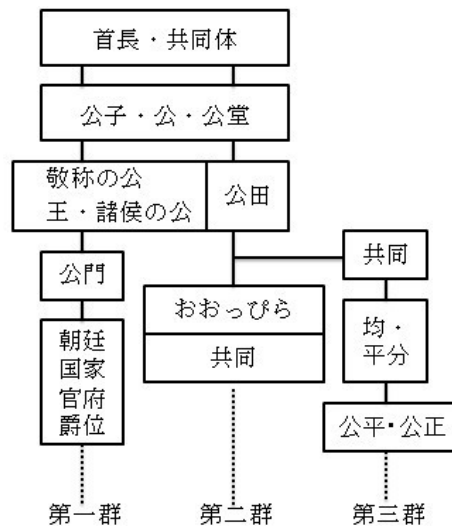 首長・共同体
公子・公・公堂
敬称の公
王・諸侯の公
公田
公門
共同
おおっぴら
共同
均・
平分
朝廷
国家
官府
爵位
公平・公正
第一群
第二群
第三群